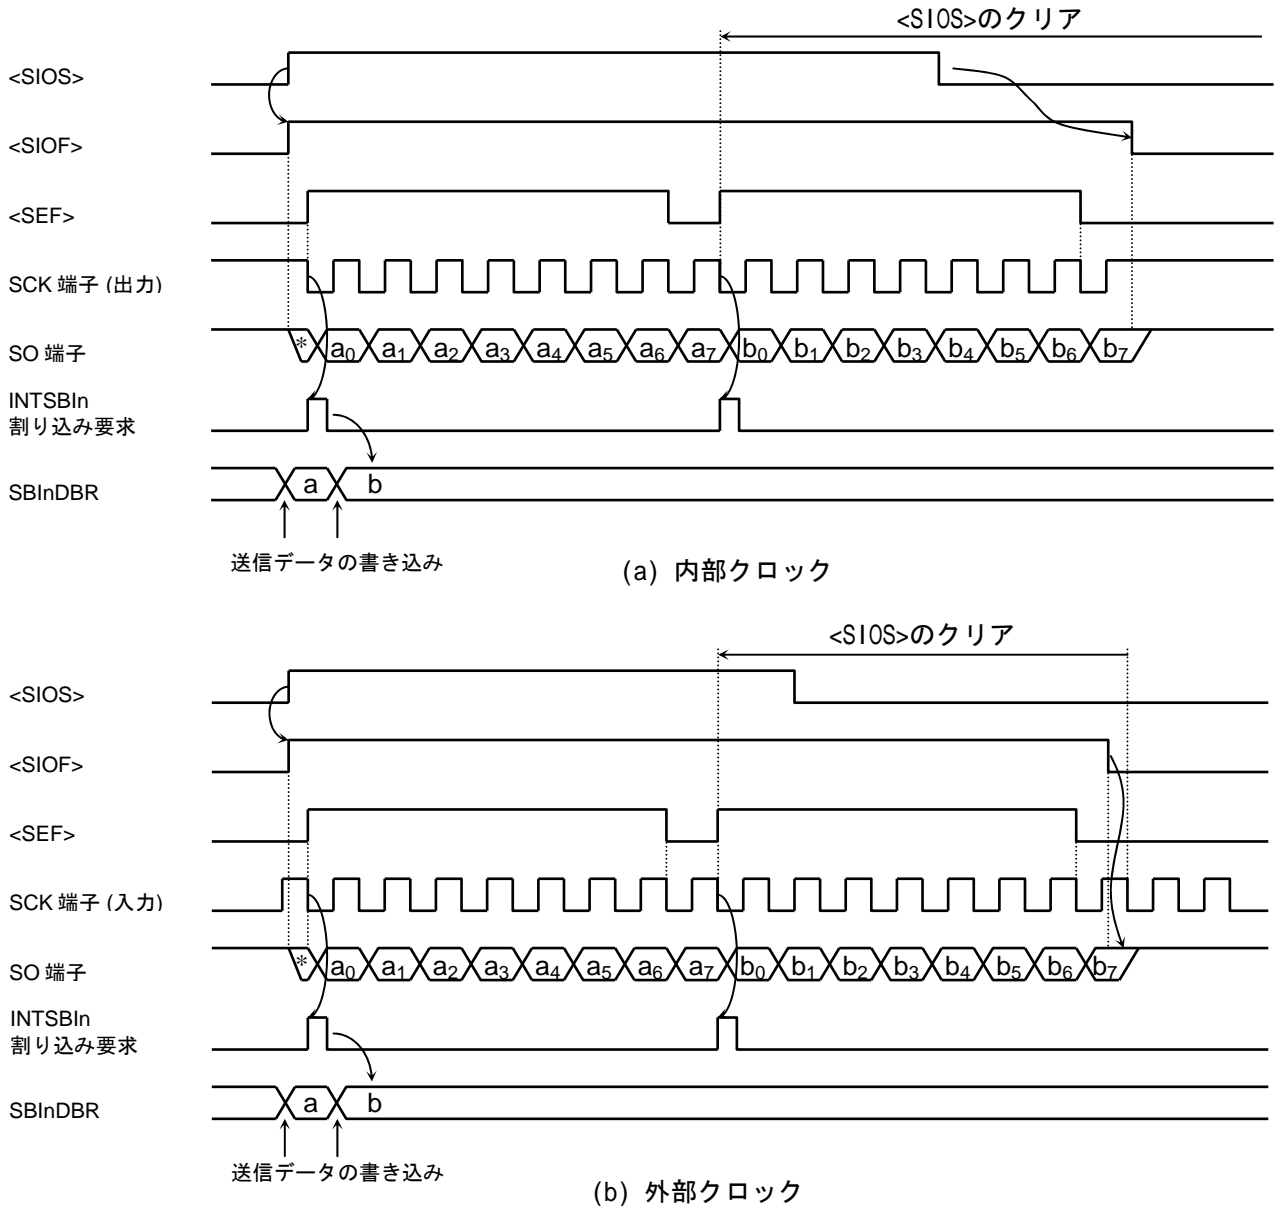 <SIOS>のクリア
<SIOS>
<SIOF>
<SEF>
SCK 端子 (出力)
SO 端子
* a0 a1 a2 a3 a4 a5 a6 a7 b0 b1 b2 b3 b4 b5 b6 b7
INTSBIn
割り込み要求
SBInDBR
a b
送信データの書き込み
(a) 内部クロック
<SIOS>のクリア
<SIOS>
<SIOF>
<SEF>
SCK 端子 (入力)
SO 端子
* a0 a1 a2 a3 a4 a5 a6 a7 b0 b1 b2 b3 b4 b5 b6 b7
INTSBIn
割り込み要求
SBInDBR
a b
送信データの書き込み
(b) 外部クロック